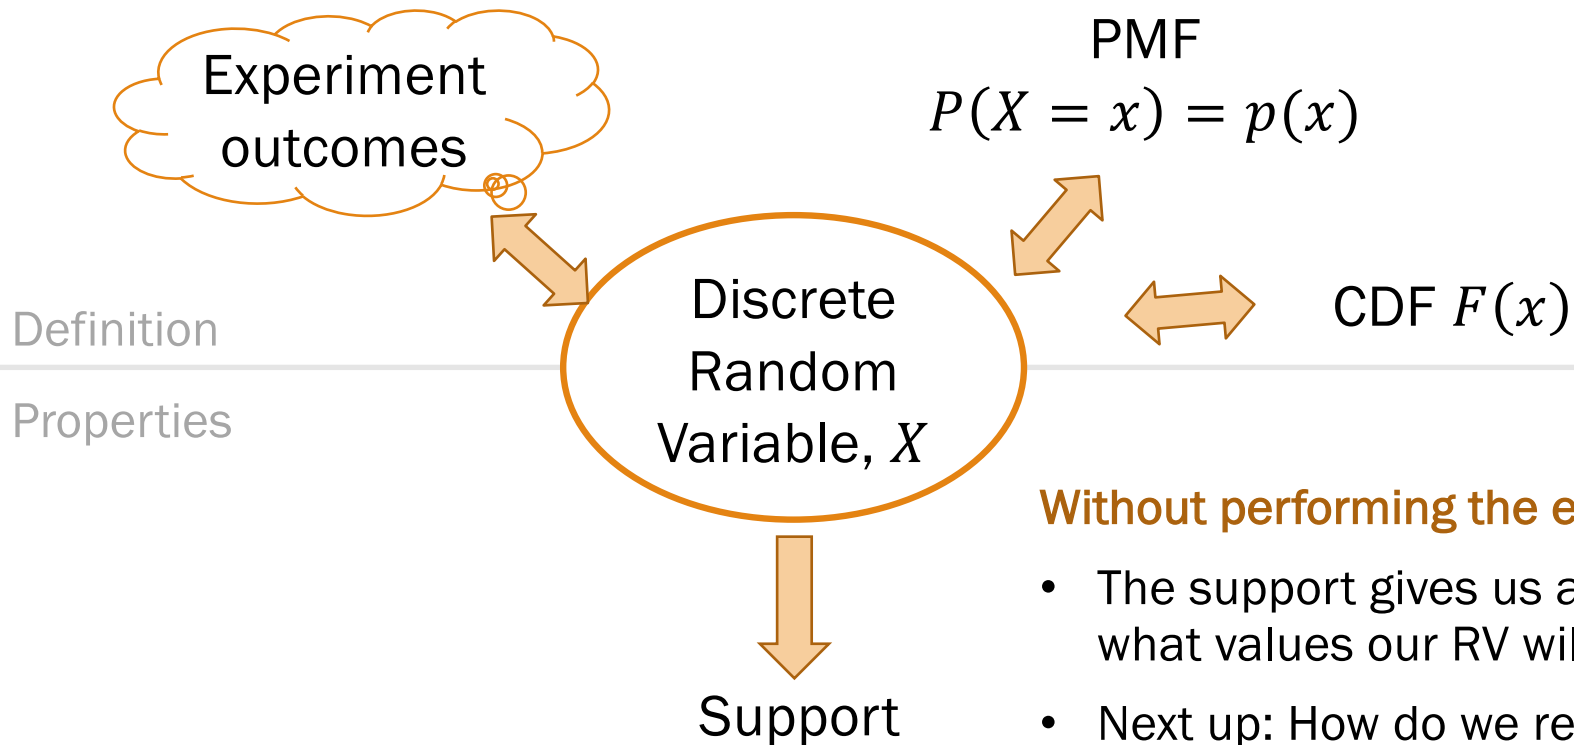 Experiment
outcomes
PMF
P(X = x) = p(x)
Discrete
Random
Variable, X
CDF F(x)
Definition
Properties
Support
Without performing the
• The support gives us
what values our RV
• Next up: How do we